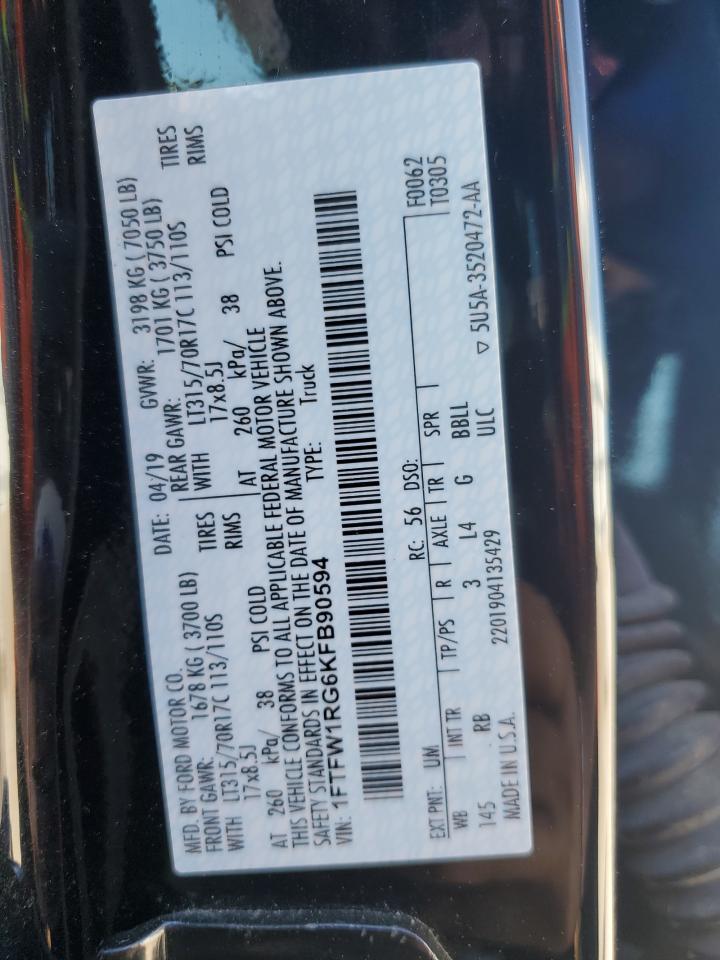 MFD. BY FORD MOTOR CO.
DATE: 04/19 GVWR: 3198 KG ( 7050 LB)
FRONT GAWR: 1678 KG ( 3700 LB) REAR GAWR: 1701 KG ( 3750 LB)
WITH LT315/70R17C 113/110S TIRES WITH LT315/70R17C 113/110S TIRES
17x8.5J RIMS 17x8.5J RIMS
AT 260 kPa/ 38 PSI COLD AT 260 kPa/ 38 PSI COLD
THIS VEHICLE CONFORMS TO ALL APPLICABLE FEDERAL MOTOR VEHICLE
SAFETY STANDARDS IN EFFECT ON THE DATE OF MANUFACTURE SHOWN ABOVE.
VIN: 1FTFW1RG6KFB90594 TYPE: Truck
EXT PNT: UM RC: 56 DSO: F0062
WB INT TR TP/PS R AXLE TR SPR T0305
145 RB 3 L4 G BBLL
ULC
MADE IN U.S.A. 2201904135429 ▽ 5U5A-3520472-AA